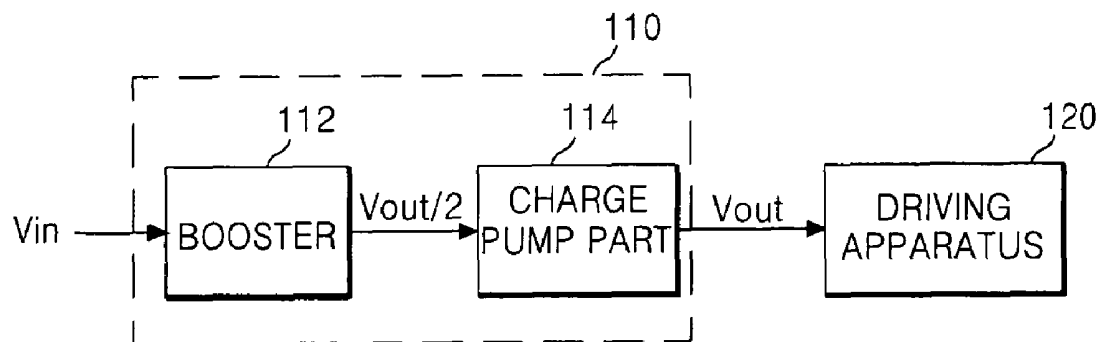 110
112
114
120
Vin
BOOSTER
Vout/2
CHARGE
PUMP PART
Vout
DRIVING
APPARATUS